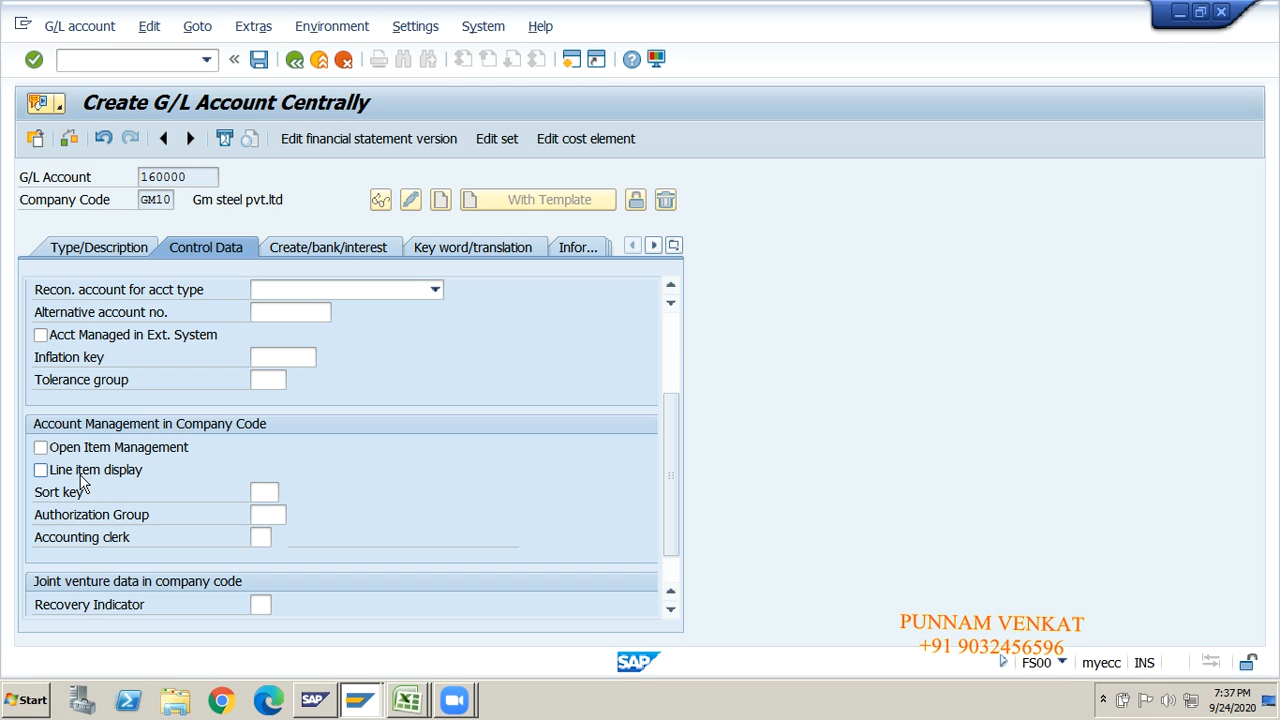 G/L account Edit Goto Extras Environment Settings System Help
Create G/L Account Centrally
Edit financial statement version Edit set Edit cost element
G/L Account 160000
Company Code GM10 Gm steel pvt.ltd With Template
Type/Description Control Data Create/bank/interest Key word/translation Infor...
Recon. account for acct type
Alternative account no.
Acct Managed in Ext. System
Inflation key
Tolerance group
Account Management in Company Code
Open Item Management
Line item display
Sort key
Authorization Group
Accounting clerk
Joint venture data in company code
Recovery Indicator
PUNNAM VENKAT
+91 9032456596
SAP FS00 myecc INS
Start SAP 7:37 PM
9/24/2020